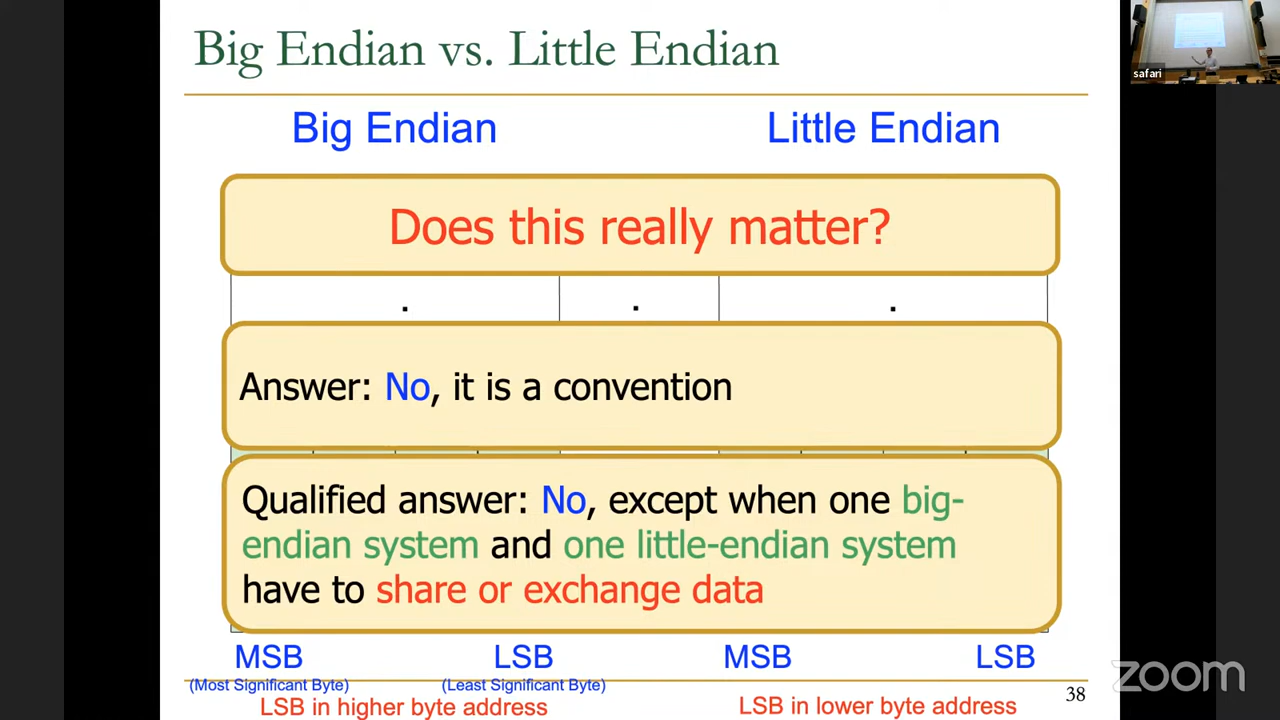 Big Endian vs. Little Endian
safari
Big Endian
Little Endian
Does this really matter?
Answer: No, it is a convention
Qualified answer: No, except when one big-
endian system and one little-endian system
have to share or exchange data
MSB
LSB
MSB
LSB
(Most Significant Byte)
(Least Significant Byte)
LSB in higher byte address
LSB in lower byte address
38
zoom